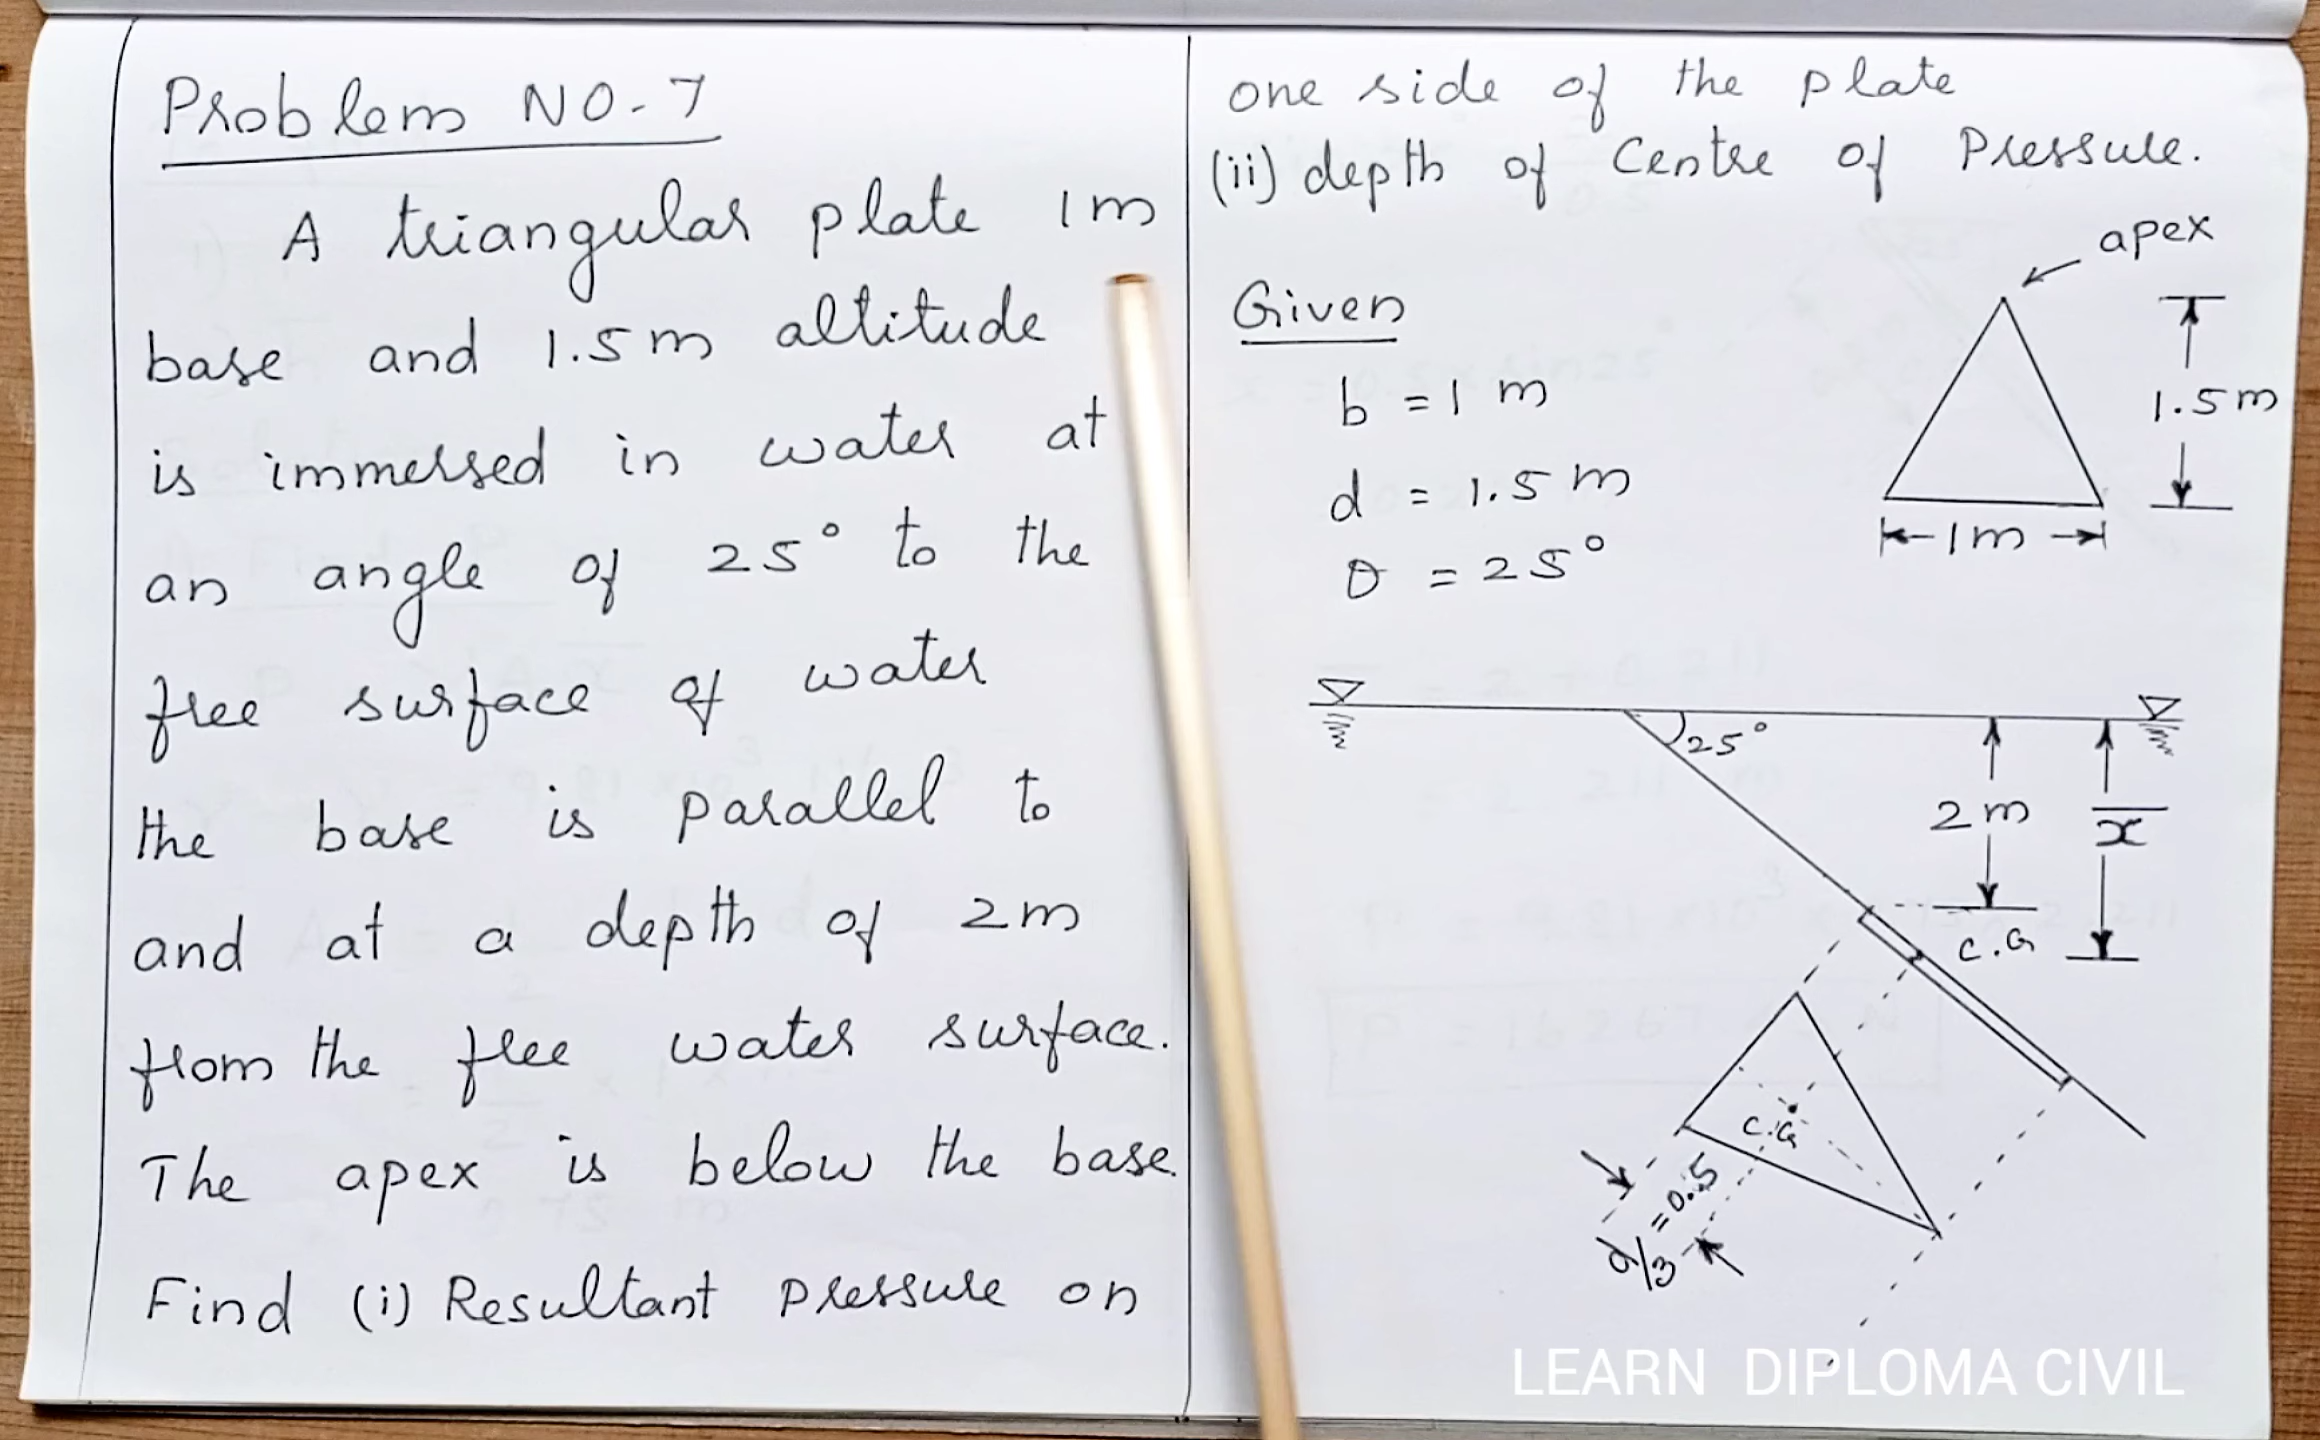 Problem NO-7
A triangular plate 1m
base and 1.5m altitude
is immersed in water at
an angle of 25° to the
free surface of water
the base is parallel to
and at a depth of 2m
from the free water surface.
The apex is below the base.
Find (i) Resultant pressure on
one side of the plate
(ii) depth of Centre of Pressure.
apex
Given
b = 1 m
d = 1.5 m
θ = 25°
1.5m
1m
25°
2m
x̅
C.G
C.G
d/3 = 0.5
LEARN DIPLOMA CIVIL